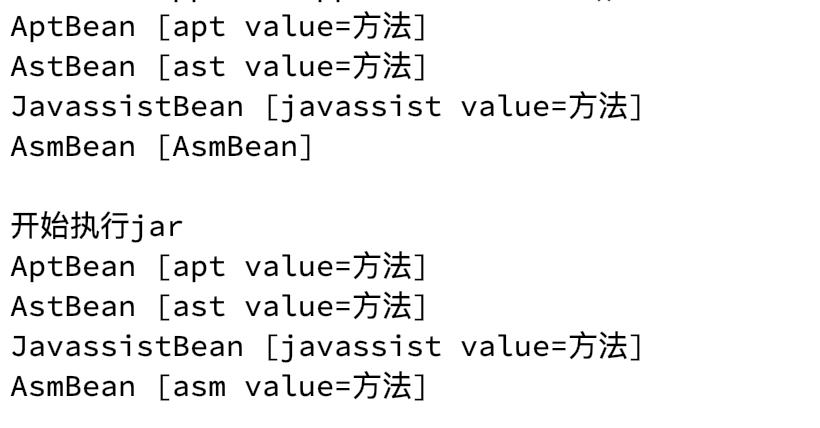 AptBean [apt value=方法]
AstBean [ast value=方法]
JavassistBean [javassist value=方法]
AsmBean [AsmBean]
开始执行jar
AptBean [apt value=方法]
AstBean [ast value=方法]
JavassistBean [javassist value=方法]
AsmBean [asm value=方法]